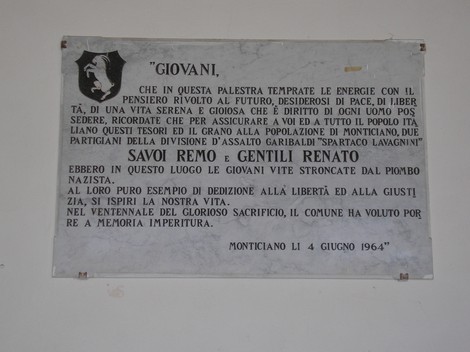 "GIOVANI,
CHE IN QUESTA PALESTRA TEMPRATE LE ENERGIE CON IL
PENSIERO RIVOLTO AL FUTURO, DESIDEROSI DI PACE, DI LIBER
TÀ, DI UNA VITA SERENA E GIOIOSA CHE È DIRITTO DI OGNI UOMO POS
SEDERE, RICORDATE CHE PER ASSICURARE A VOI ED A TUTTO IL POPOLO ITA
LIANO QUESTI TESORI ED IL GRANO ALLA POPOLAZIONE DI MONTICIANO, DUE
PARTIGIANI DELLA DIVISIONE D'ASSALTO GARIBALDI "SPARTACO LAVAGNINI"
SAVOI REMO E GENTILI RENATO
EBBERO IN QUESTO LUOGO LE GIOVANI VITE STRONCATE DAL PIOMBO
NAZISTA.
AL LORO PURO ESEMPIO DI DEDIZIONE ALLA LIBERTÀ ED ALLA GIUSTI
ZIA, SI ISPIRI LA NOSTRA VITA.
NEL VENTENNALE DEL GLORIOSO SACRIFICIO, IL COMUNE HA VOLUTO POR
RE A MEMORIA IMPERITURA.
MONTICIANO LI 4 GIUGNO 1964"